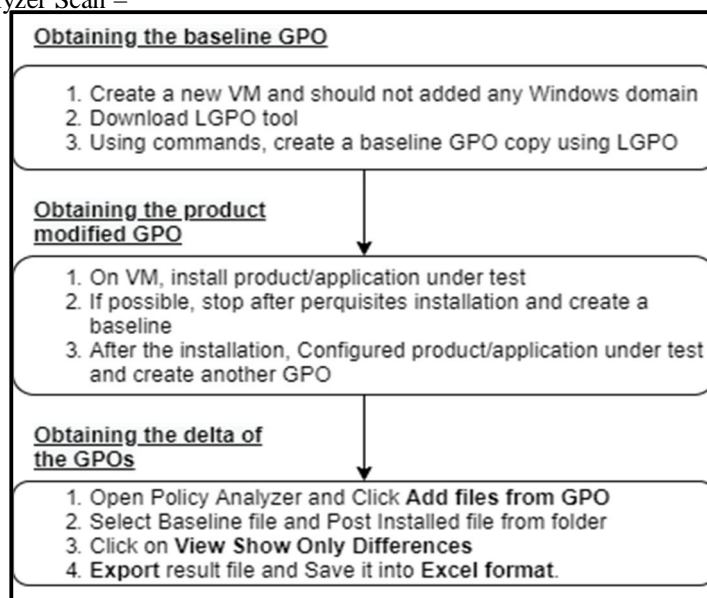 Scan –
Obtaining the baseline GPO
1. Create a new VM and should not added any Windows domain
2. Download LGPO tool
3. Using commands, create a baseline GPO copy using LGPO
Obtaining the product
modified GPO
1. On VM, install product/application under test
2. If possible, stop after perquisites installation and create a
baseline
3. After the installation, Configured product/application under test
and create another GPO
Obtaining the delta of
the GPOs
1. Open Policy Analyzer and Click Add files from GPO
2. Select Baseline file and Post Installed file from folder
3. Click on View Show Only Differences
4. Export result file and Save it into Excel format.